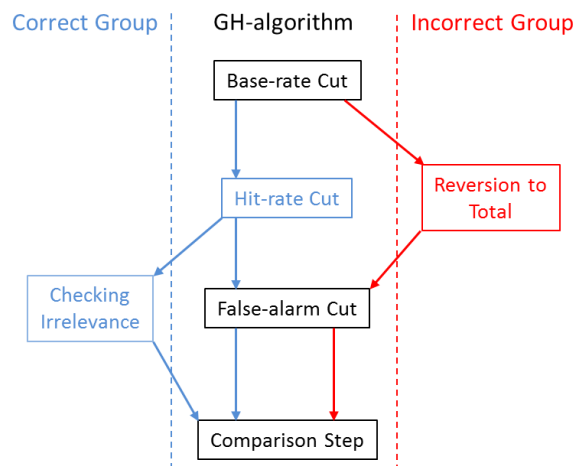 Correct Group
GH-algorithm
Incorrect Group
Base-rate Cut
Hit-rate Cut
Reversion to
Total
Checking
Irrelevance
False-alarm Cut
Comparison Step